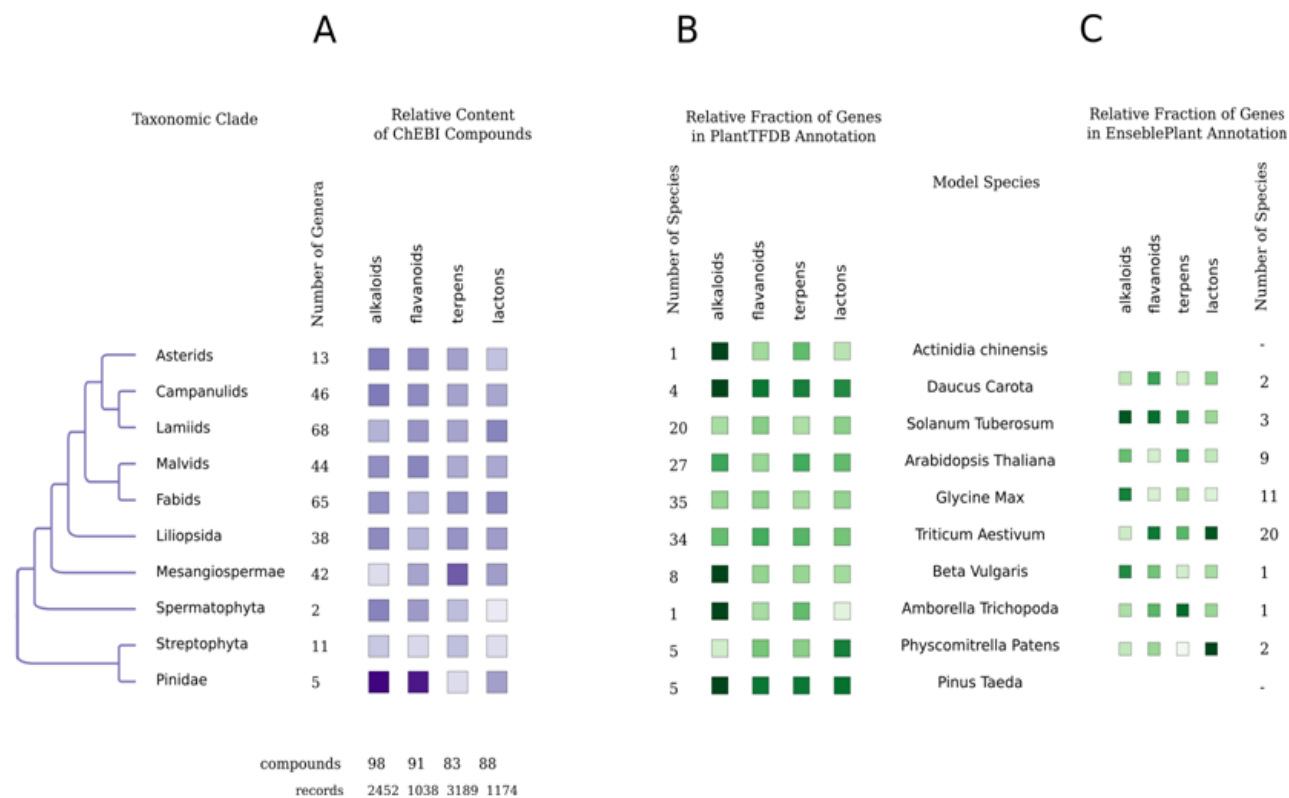 A
B
C
Taxonomic Clade
Relative Content
of ChEBI Compounds
Relative Fraction of Genes
in PlantTFDB Annotation
Model Species
Relative Fraction of Genes
in EnseblePlant Annotation
Number of Genera
alkaloids
flavanoids
terpens
lactons
Number of Species
alkaloids
flavanoids
terpens
lactons
alkaloids
flavanoids
terpens
lactons
Number of Species
Asterids 13 1 Actinidia chinensis -
Campanulids 46 4 Daucus Carota 2
Lamiids 68 20 Solanum Tuberosum 3
Malvids 44 27 Arabidopsis Thaliana 9
Fabids 65 35 Glycine Max 11
Liliopsida 38 34 Triticum Aestivum 20
Mesangiospermae 42 8 Beta Vulgaris 1
Spermatophyta 2 1 Amborella Trichopoda 1
Streptophyta 11 5 Physcomitrella Patens 2
Pinidae 5 5 Pinus Taeda -
compounds 98 91 83 88
records 2452 1038 3189 1174